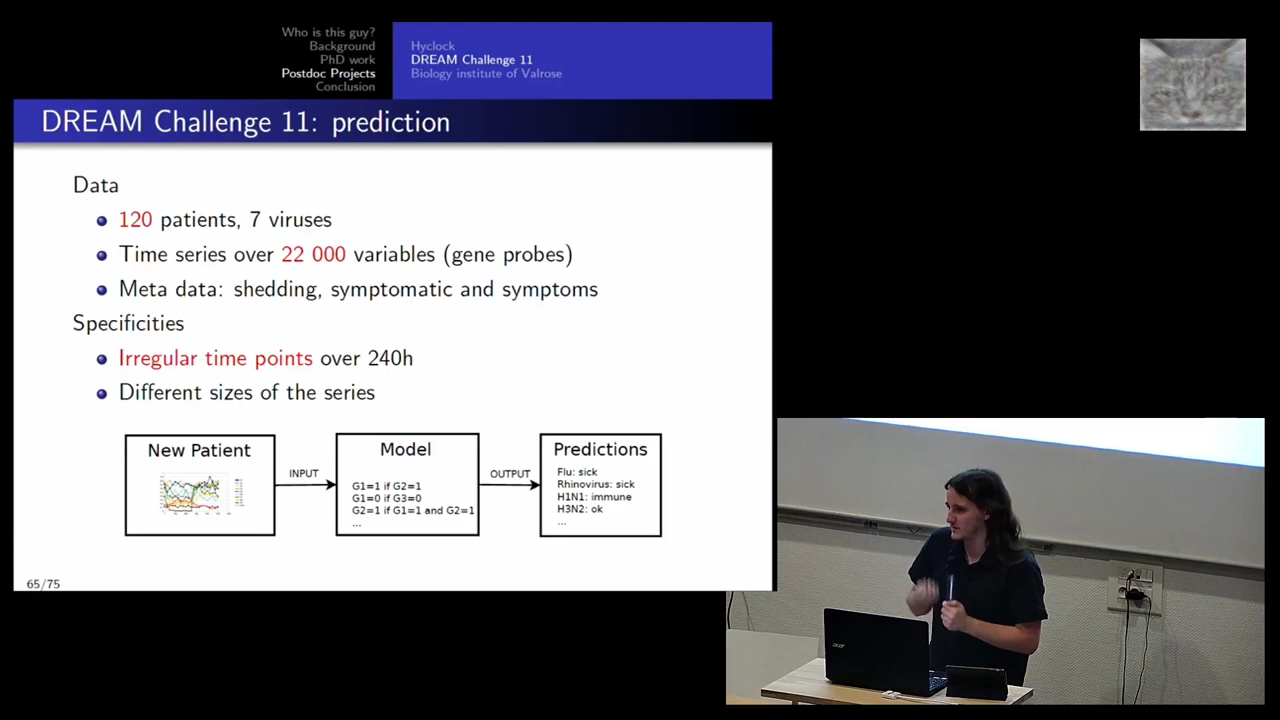 Who is this guy?
Background
PhD work
Postdoc Projects
Conclusion
Hyclock
DREAM Challenge 11
Biology institute of Valrose
DREAM Challenge 11: prediction
Data
120 patients, 7 viruses
Time series over 22 000 variables (gene probes)
Meta data: shedding, symptomatic and symptoms
Specificities
Irregular time points over 240h
Different sizes of the series
New Patient
INPUT
Model
G1=1 if G2=1
G1=0 if G3=0
G2=1 if G1=1 and G2=1
...
OUTPUT
Predictions
Flu: sick
Rhinovirus: sick
H1N1: immune
H3N2: ok
...
65/75
acer